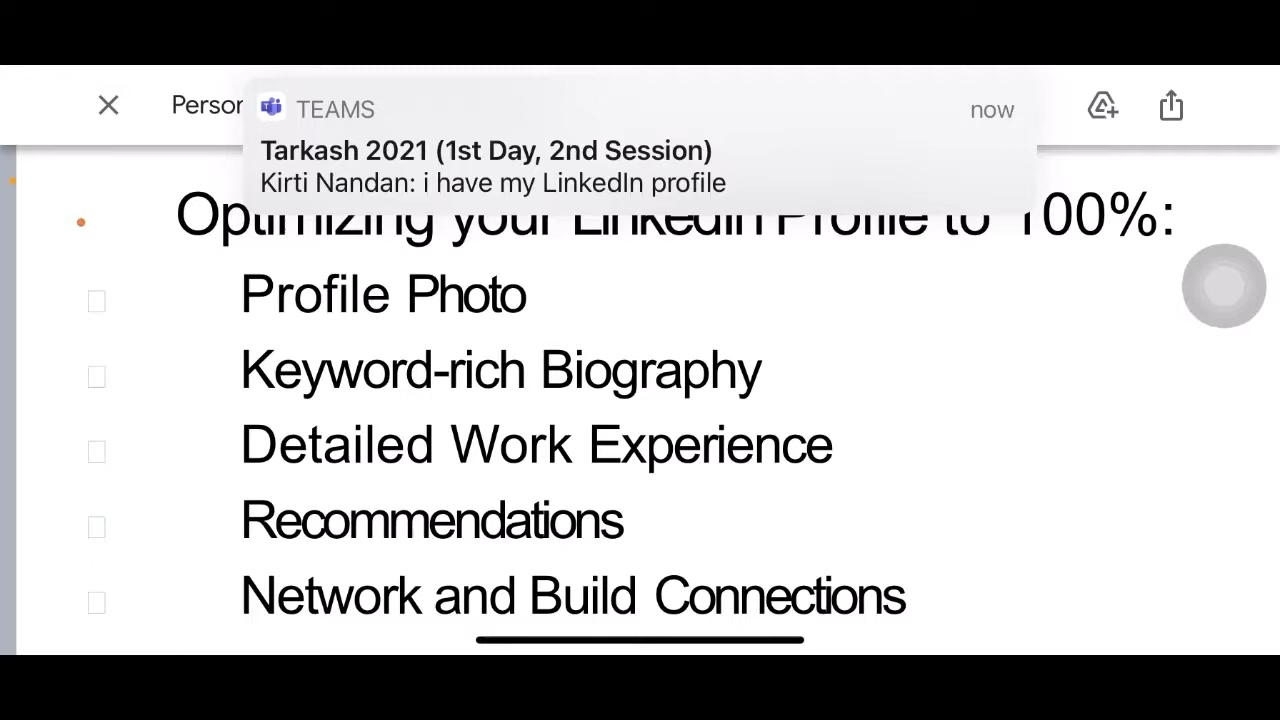 Person
TEAMS
now
Tarkash 2021 (1st Day, 2nd Session)
Kirti Nandan: i have my LinkedIn profile
Optimizing your LinkedIn Profile to 100%:
Profile Photo
Keyword-rich Biography
Detailed Work Experience
Recommendations
Network and Build Connections